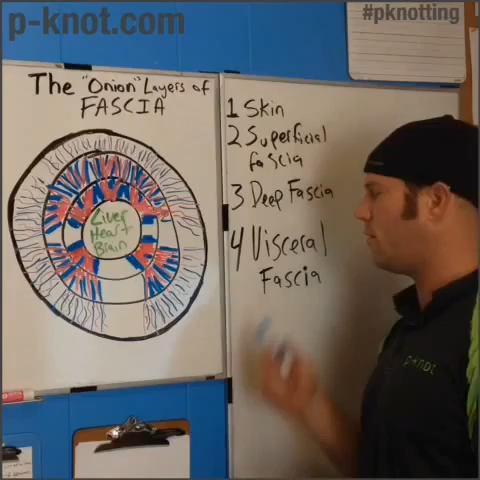 p-knot.com
#pknotting
The "Onion" Layers of
FASCIA
Liver
Heart
Brain
1 Skin
2 Superficial
fascia
3 Deep Fascia
4 Visceral
Fascia
p-knot